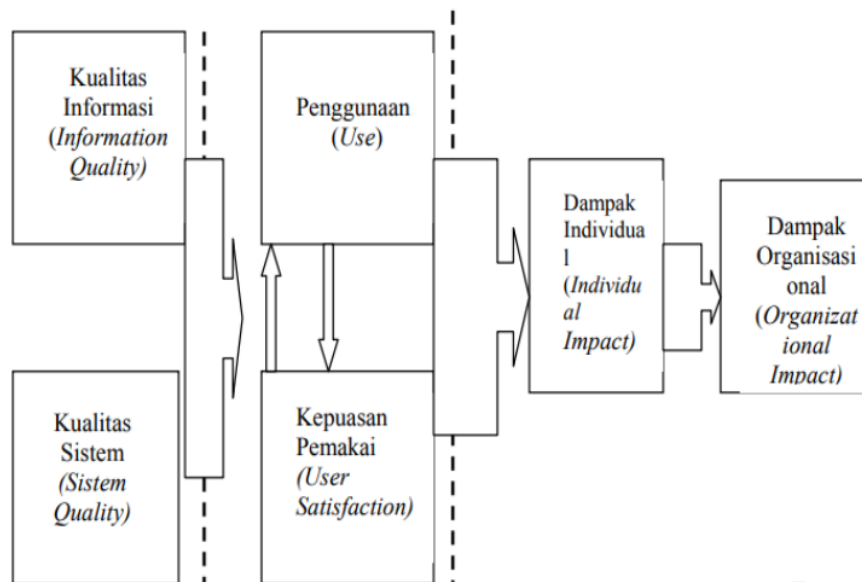 Kualitas
Informasi
(Information
Quality)
Penggunaan
(Use)
Dampak
Individua
l
(Individu
al
Impact)
Dampak
Organisasi
onal
(Organizat
ional
Impact)
Kualitas
Sistem
(Sistem
Quality)
Kepuasan
Pemakai
(User
Satisfaction)